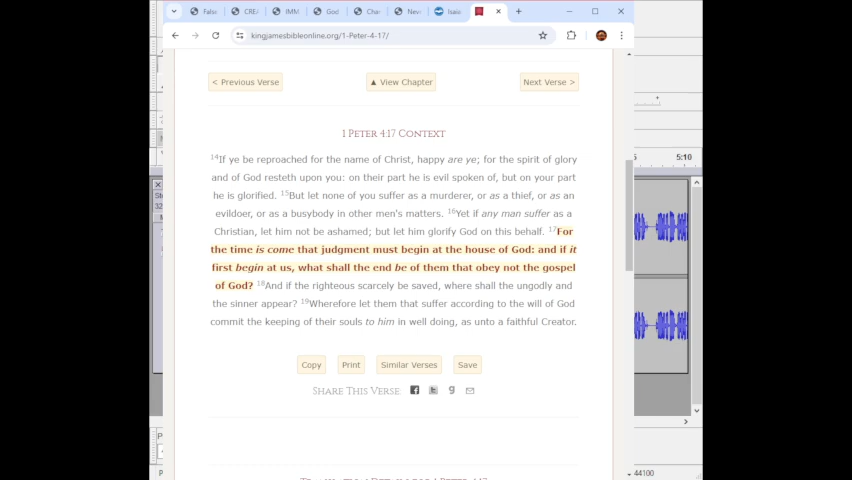 False
CREA
IMM
God
Cha
New
Isaia
kingjamesbibleonline.org/1-Peter-4-17/
< Previous Verse
▲ View Chapter
Next Verse >
1 Peter 4:17 Context
14If ye be reproached for the name of Christ, happy are ye; for the spirit of glory
and of God resteth upon you: on their part he is evil spoken of, but on your part
he is glorified. 15But let none of you suffer as a murderer, or as a thief, or as an
evildoer, or as a busybody in other men's matters. 16Yet if any man suffer as a
Christian, let him not be ashamed; but let him glorify God on this behalf. 17For
the time is come that judgment must begin at the house of God: and if it
first begin at us, what shall the end be of them that obey not the gospel
of God? 18And if the righteous scarcely be saved, where shall the ungodly and
the sinner appear? 19Wherefore let them that suffer according to the will of God
commit the keeping of their souls to him in well doing, as unto a faithful Creator.
Copy
Print
Similar Verses
Save
Share This Verse:
5
5:10
44100